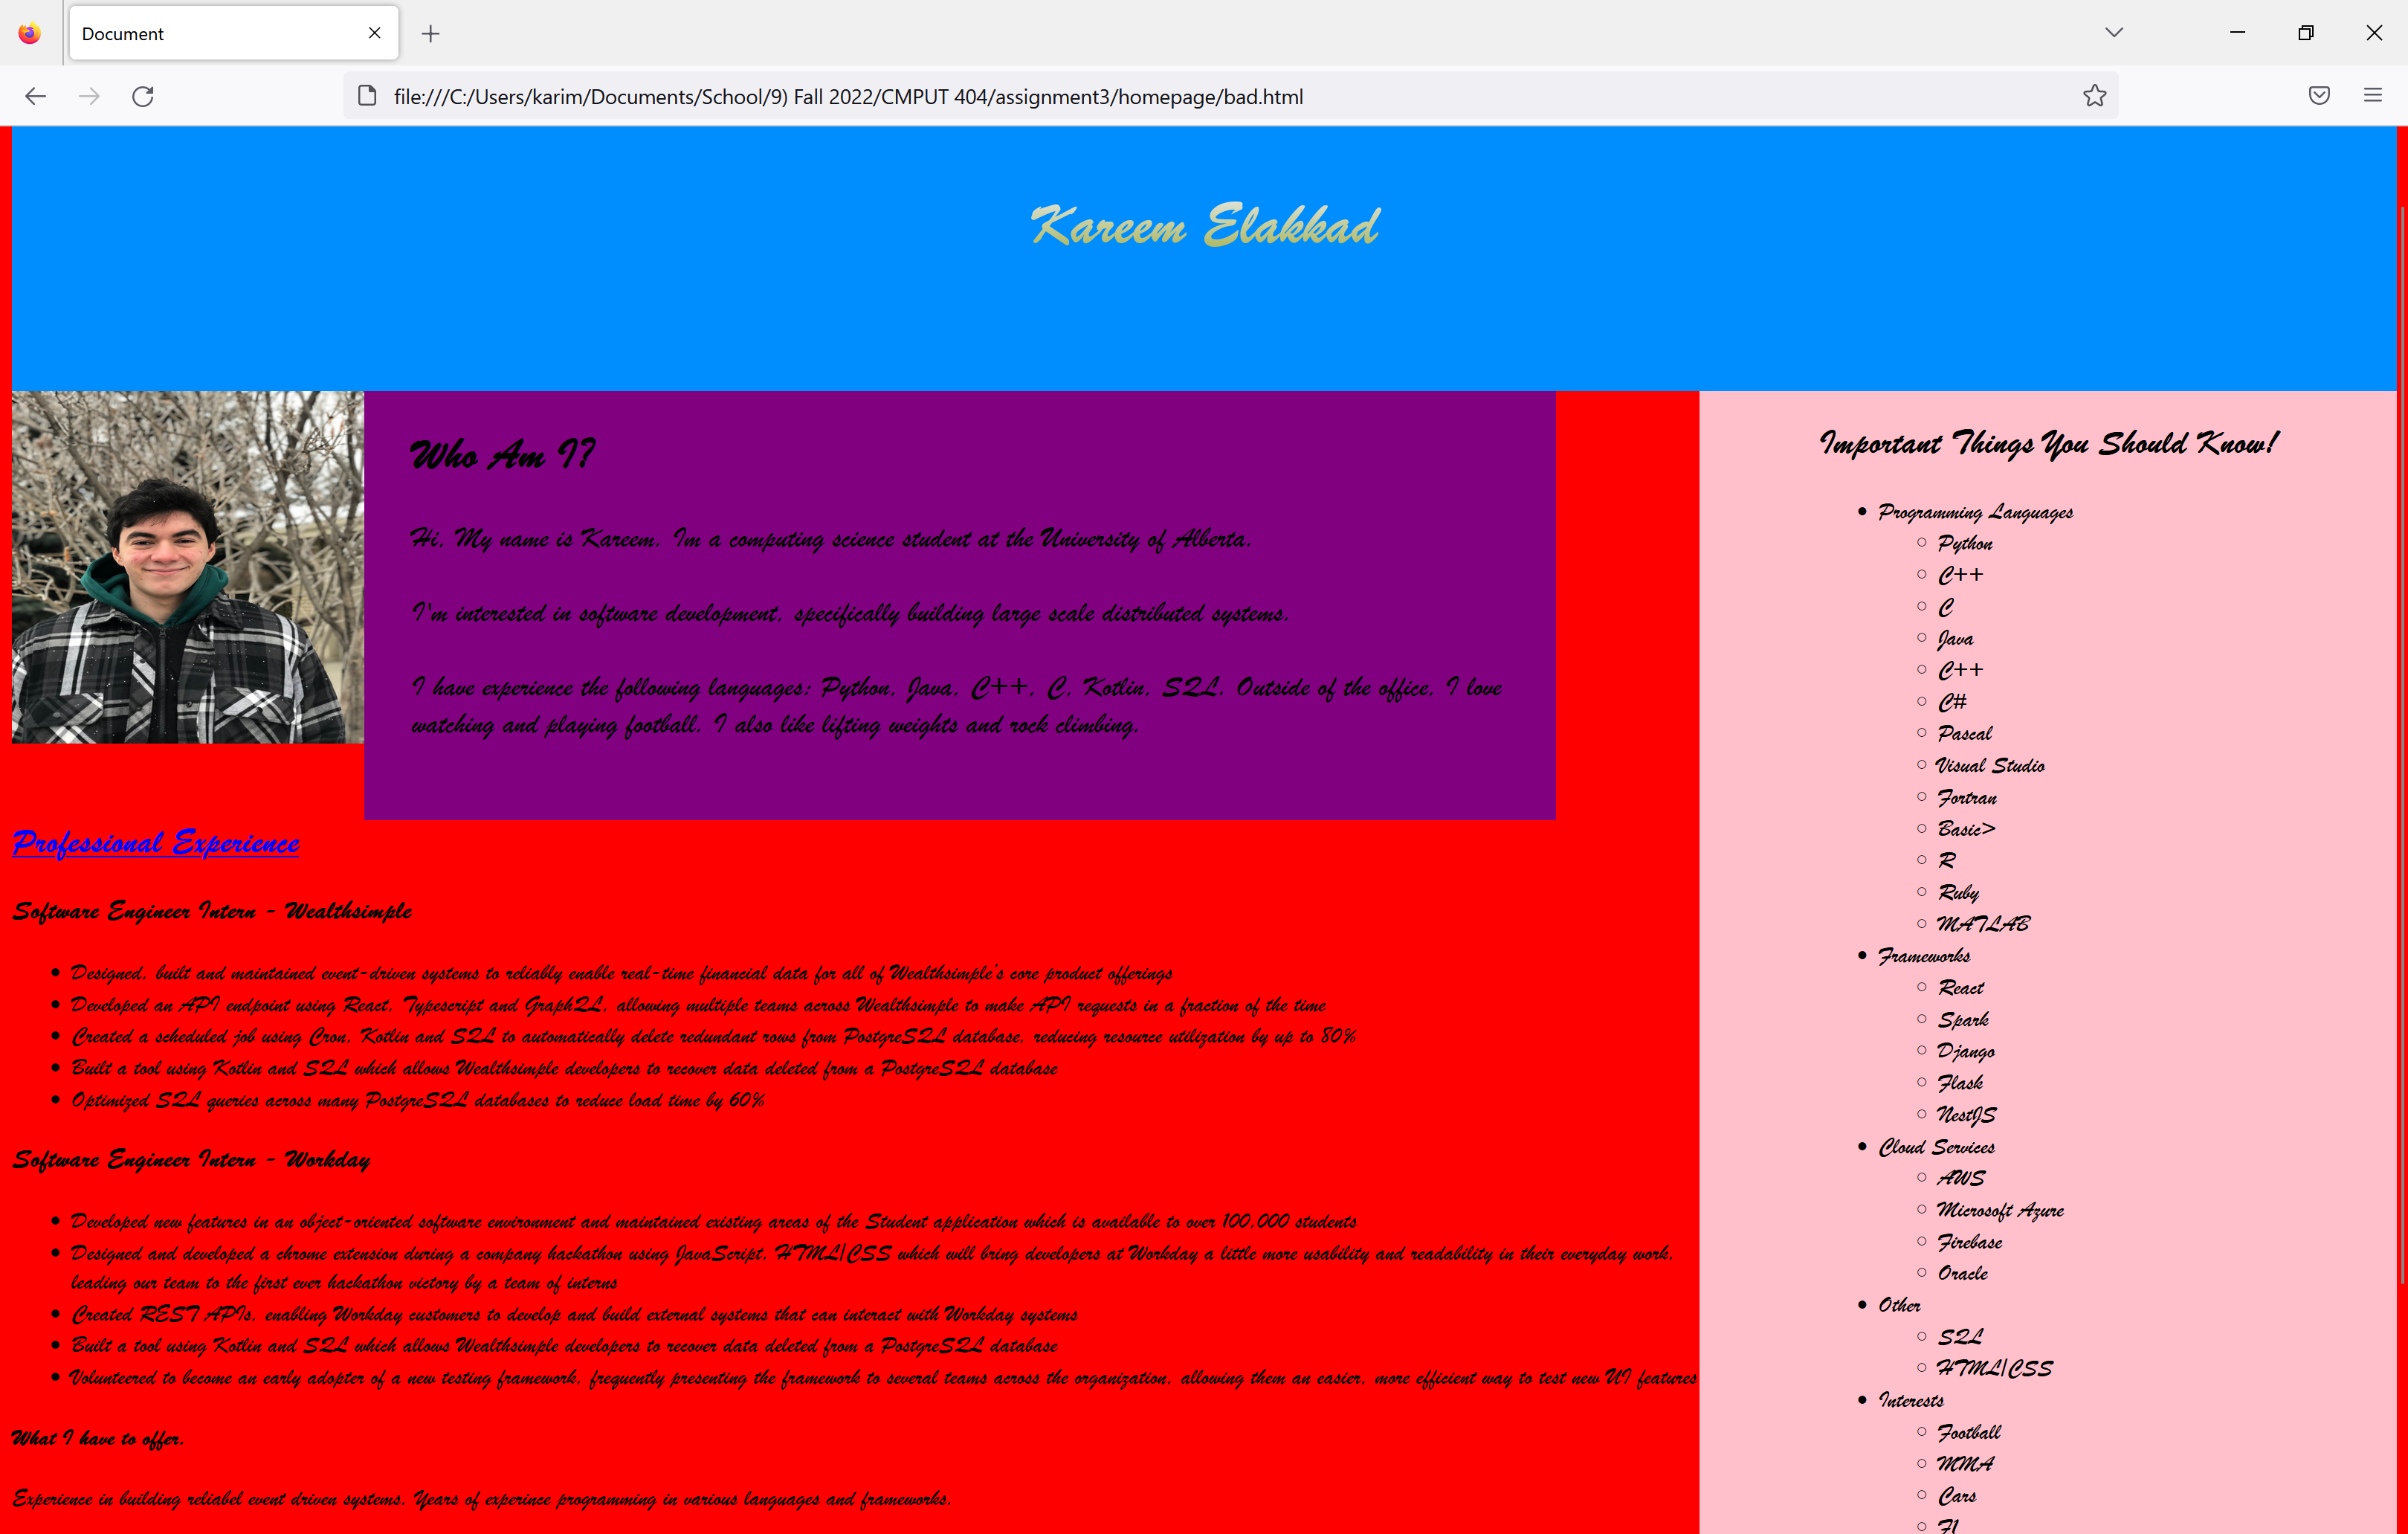 Document
file:///C:/Users/karim/Documents/School/9) Fall 2022/CMPUT 404/assignment3/homepage/bad.html
Kareem Elakkad
Who Am I?
Hi, My name is Kareem. Im a computing science student at the University of Alberta.
I'm interested in software development, specifically building large scale distributed systems.
I have experience the following languages: Python, Java, C++, C, Kotlin, SQL. Outside of the office, I love
watching and playing football. I also like lifting weights and rock climbing.
Professional Experience
Software Engineer Intern - Wealthsimple
Designed, built and maintained event-driven systems to reliably enable real-time financial data for all of Wealthsimple's core product offerings
Developed an API endpoint using React, Typescript and GraphQL, allowing multiple teams across Wealthsimple to make API requests in a fraction of the time
Created a scheduled job using Cron, Kotlin and SQL to automatically delete redundant rows from PostgreSQL database, reducing resource utilization by up to 80%
Built a tool using Kotlin and SQL which allows Wealthsimple developers to recover data deleted from a PostgreSQL database
Optimized SQL queries across many PostgreSQL databases to reduce load time by 60%
Software Engineer Intern - Workday
Developed new features in an object-oriented software environment and maintained existing areas of the Student application which is available to over 100,000 students
Designed and developed a chrome extension during a company hackathon using JavaScript, HTML/CSS which will bring developers at Workday a little more usability and readability in their everyday work,
leading our team to the first ever hackathon victory by a team of interns
Created REST APIs, enabling Workday customers to develop and build external systems that can interact with Workday systems
Built a tool using Kotlin and SQL which allows Wealthsimple developers to recover data deleted from a PostgreSQL database
Volunteered to become an early adopter of a new testing framework, frequently presenting the framework to several teams across the organization, allowing them an easier, more efficient way to test new UI features
What I have to offer.
Experience in building reliabel event driven systems. Years of experince programming in various languages and frameworks.
Important Things You Should Know!
Programming Languages
Python
C++
C
Java
C++
C#
Pascal
Visual Studio
Fortran
Basic>
R
Ruby
MATLAB
Frameworks
React
Spark
Django
Flask
NestJS
Cloud Services
AWS
Microsoft Azure
Firebase
Oracle
Other
SQL
HTML/CSS
Interests
Football
MMA
Cars
F1